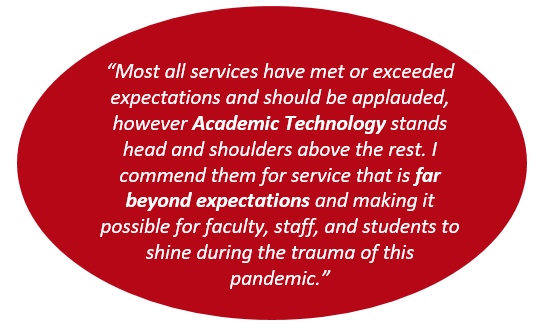 “Most all services have met or exceeded
expectations and should be applauded,
however Academic Technology stands
head and shoulders above the rest. I
commend them for service that is far
beyond expectations and making it
possible for faculty, staff, and students to
shine during the trauma of this
pandemic.”